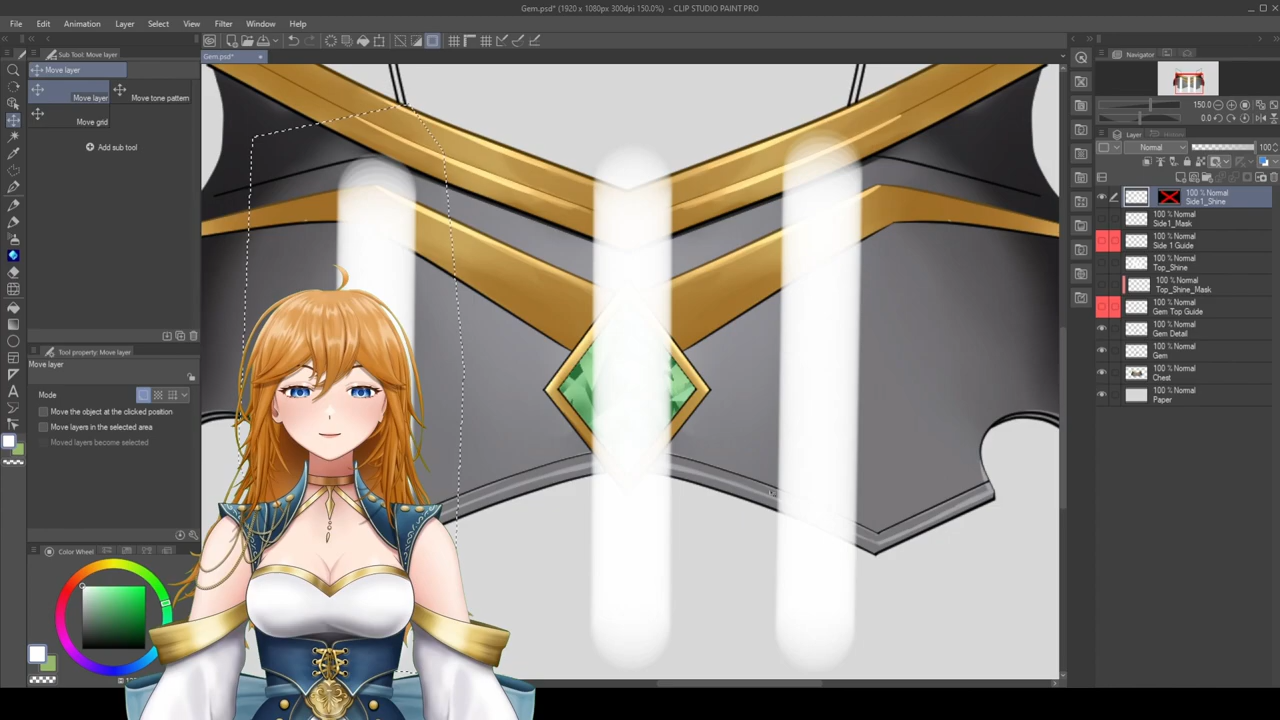 Gem.psd* (1920 x 1080px 300dpi 150.0%) - CLIP STUDIO PAINT PRO
File Edit Animation Layer Select View Filter Window Help
Sub Tool: Move layer
Gem.psd*
Navigator
Move layer
Move layer Move tone pattern
Move grid
Add sub tool
150.0
0.0
Layer
Normal 100
100 % Normal
Side1_Shine
100 % Normal
Side1_Mask
100 % Normal
Side 1 Guide
100 % Normal
Top_Shine
100 % Normal
Top_Shine_Mask
100 % Normal
Gem Top Guide
100 % Normal
Gem Detail
100 % Normal
Gem
100 % Normal
Chest
100 % Normal
Paper
Tool property: Move layer
Move layer
Mode
Move the object at the clicked position
Move layers in the selected area
Moved layers become selected
Color Wheel